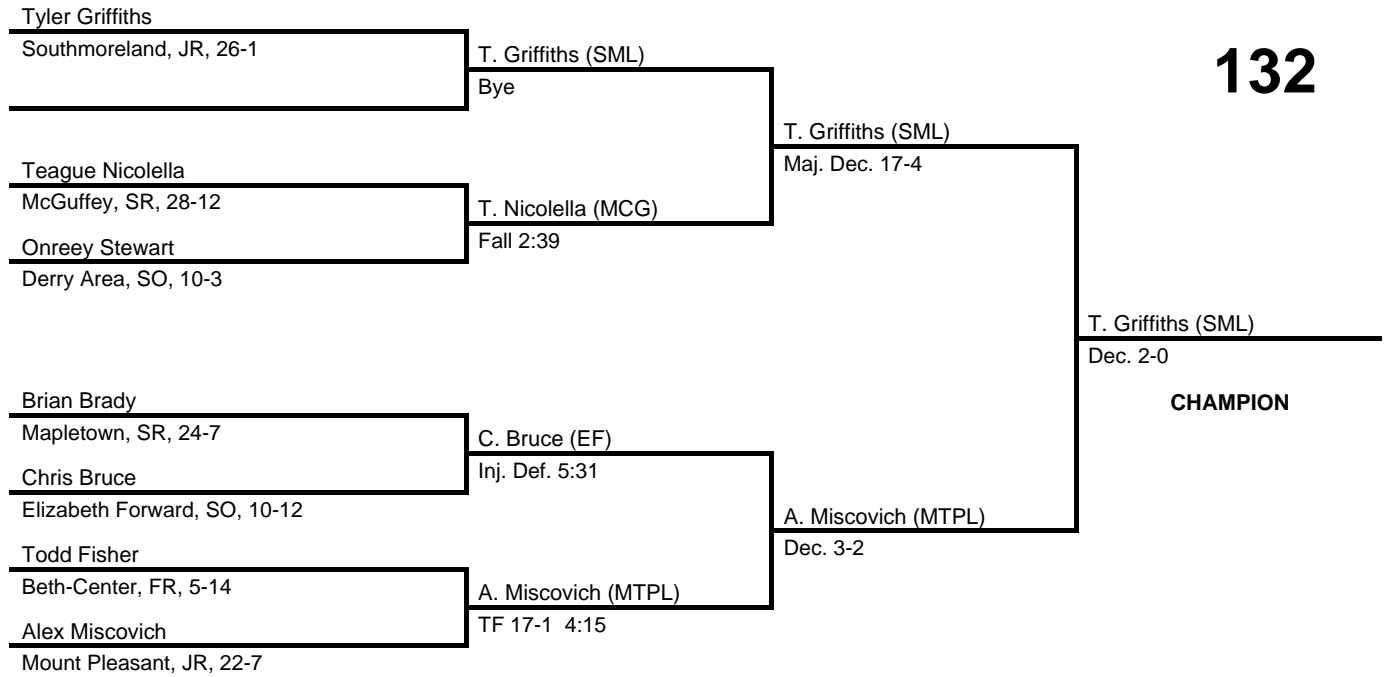 Tyler Griffiths
Southmoreland, JR, 26-1
T. Griffiths (SML)
Bye
132
T. Griffiths (SML)
Maj. Dec. 17-4
Teague Nicolella
McGuffey, SR, 28-12
T. Nicolella (MCG)
Fall 2:39
Onreey Stewart
Derry Area, SO, 10-3
T. Griffiths (SML)
Dec. 2-0
CHAMPION
Brian Brady
Mapletown, SR, 24-7
C. Bruce (EF)
Inj. Def. 5:31
Chris Bruce
Elizabeth Forward, SO, 10-12
A. Miscovich (MTPL)
Dec. 3-2
Todd Fisher
Beth-Center, FR, 5-14
A. Miscovich (MTPL)
TF 17-1 4:15
Alex Miscovich
Mount Pleasant, JR, 22-7